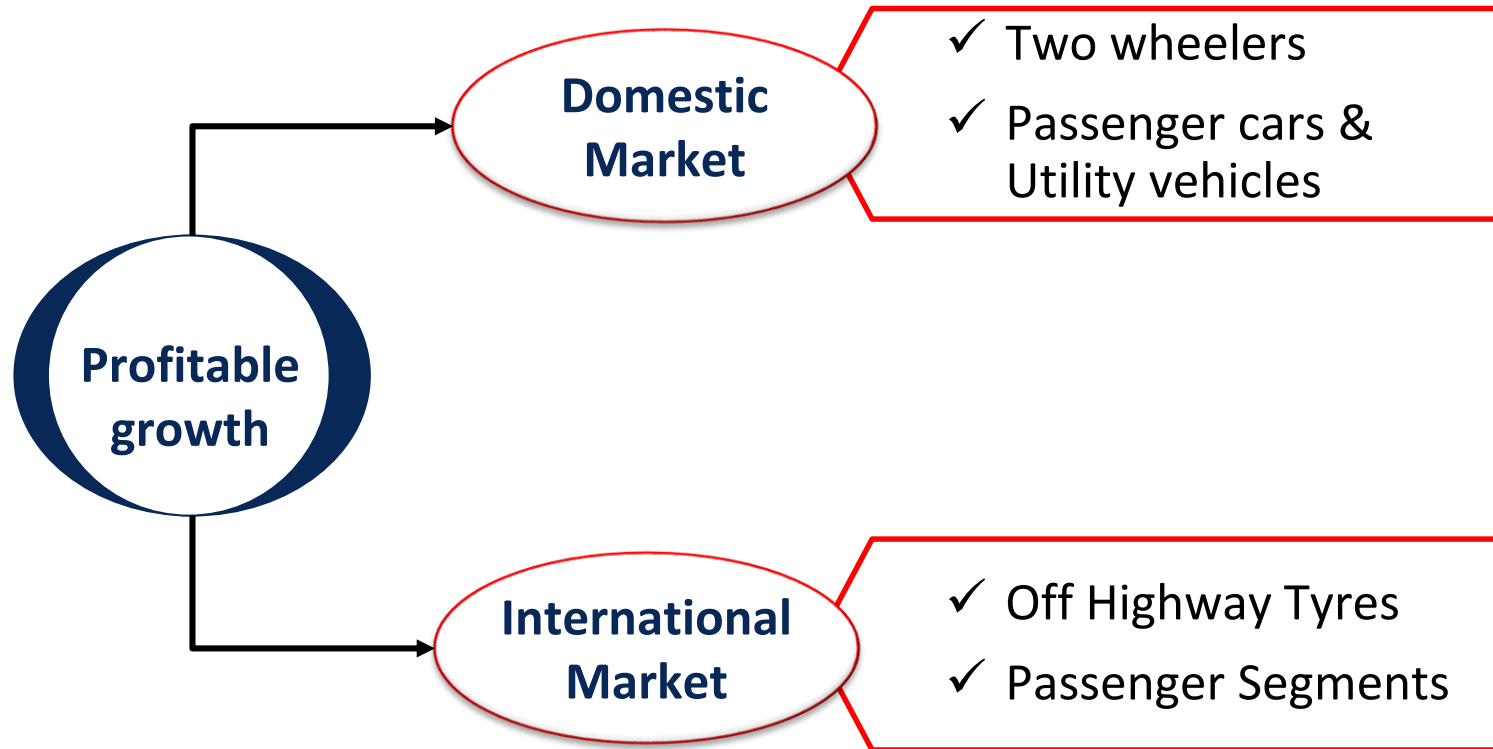 Domestic
Market
✓ Two wheelers
✓ Passenger cars &
Utility vehicles
Profitable
growth
International
Market
✓ Off Highway Tyres
✓ Passenger Segments